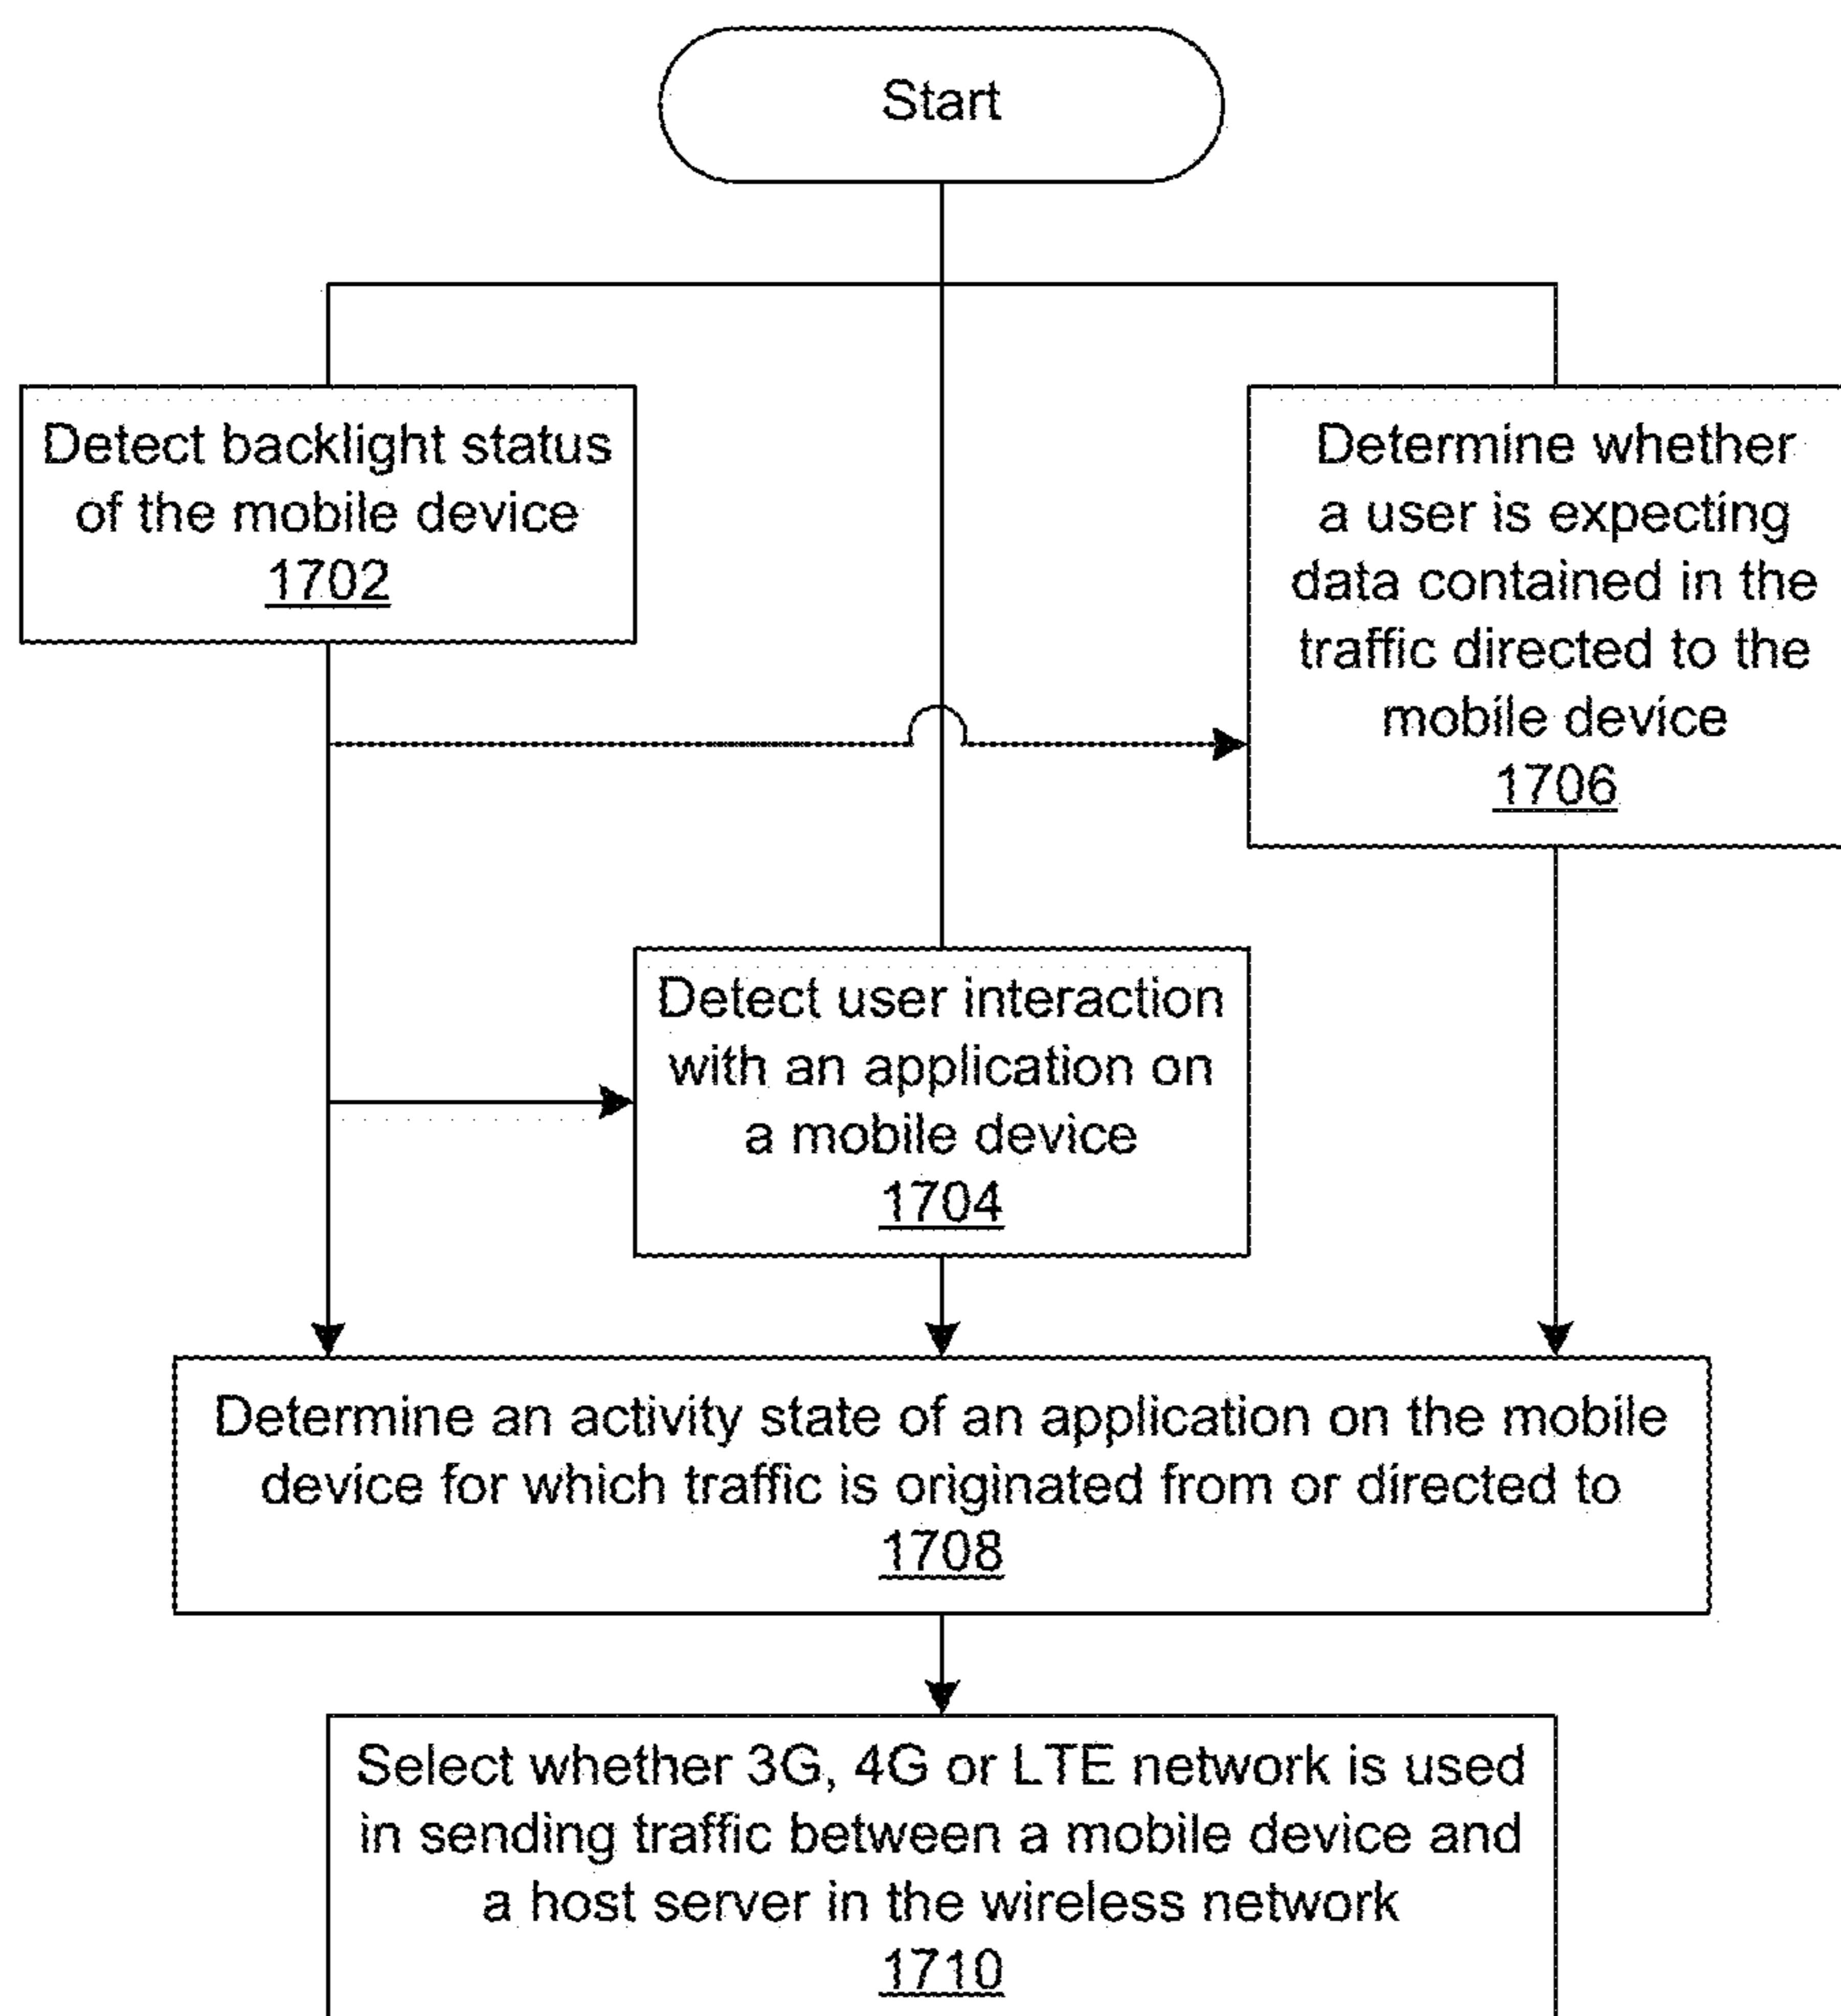 Start
Detect backlight status
of the mobile device
1702
Determine whether
a user is expecting
data contained in the
traffic directed to the
mobile device
1706
Detect user interaction
with an application on
a mobile device
1704
Determine an activity state of an application on the mobile
device for which traffic is originated from or directed to
1708
Select whether 3G, 4G or LTE network is used
in sending traffic between a mobile device and
a host server in the wireless network
1710